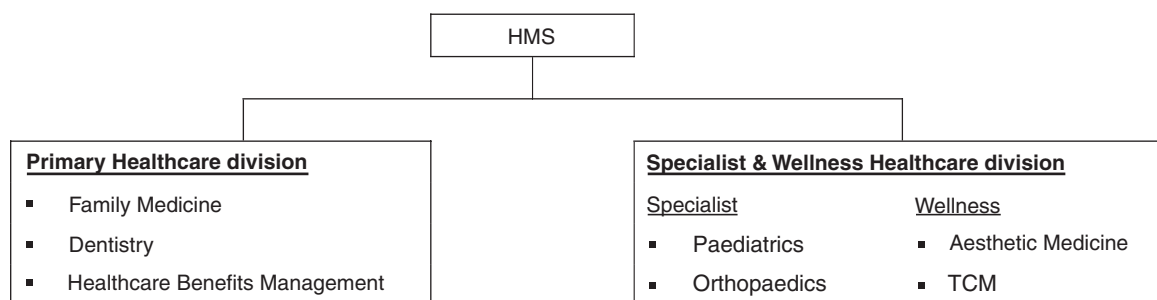 HMS
Primary Healthcare division
▪ Family Medicine
▪ Dentistry
▪ Healthcare Benefits Management
Specialist & Wellness Healthcare division
Specialist
▪ Paediatrics
▪ Orthopaedics
Wellness
▪ Aesthetic Medicine
▪ TCM